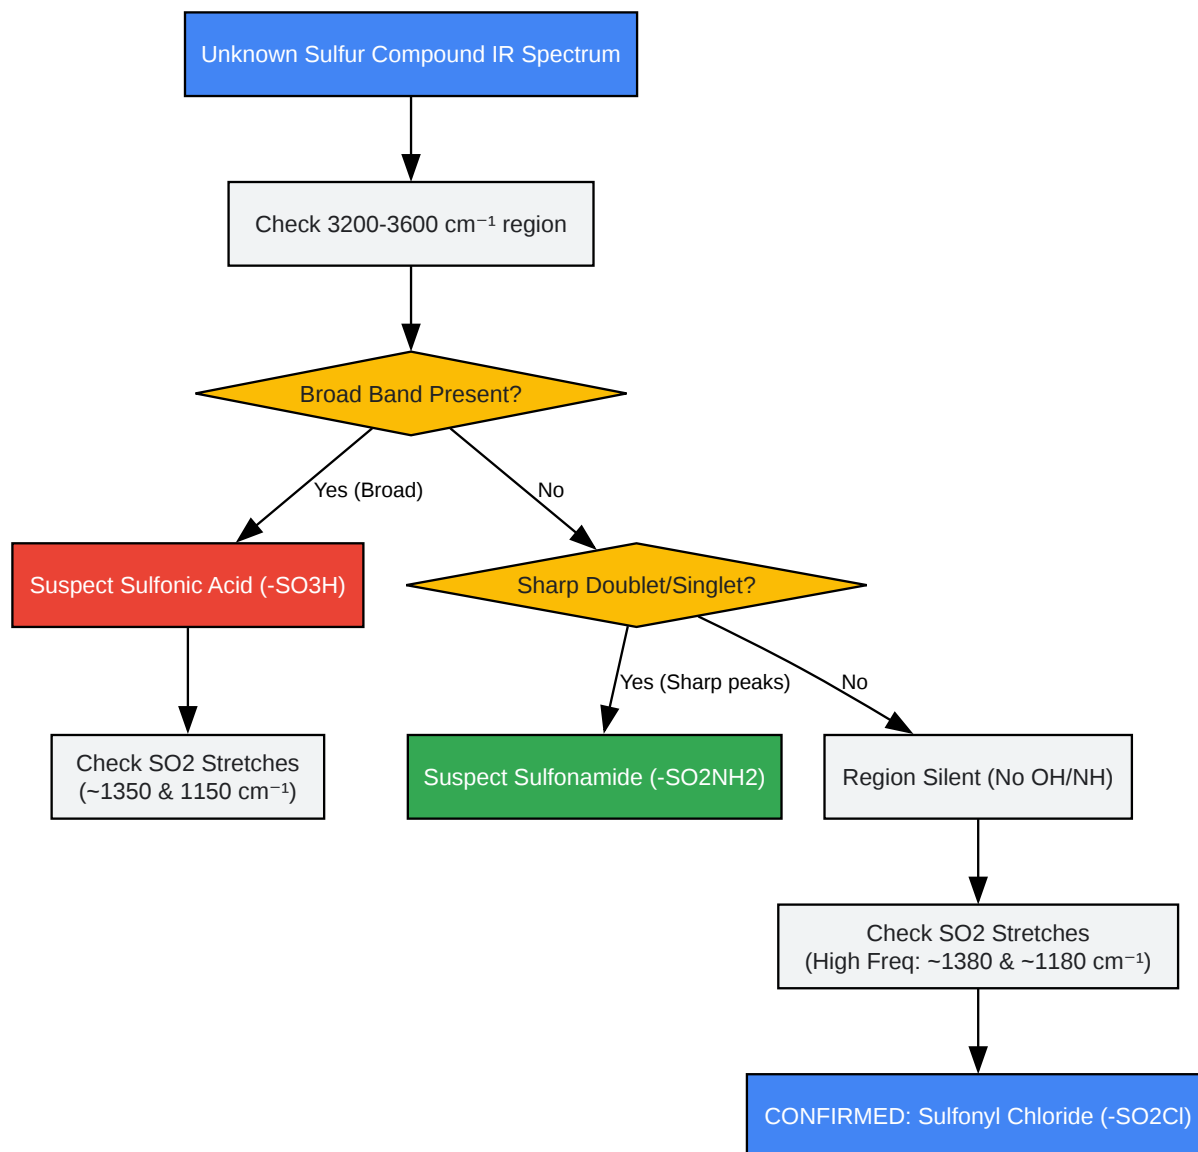 Unknown Sulfur Compound IR Spectrum
Check 3200-3600 cm⁻¹ region
Broad Band Present?
Yes (Broad)
No
Suspect Sulfonic Acid (-SO3H)
Sharp Doublet/Singlet?
Yes (Sharp peaks)
No
Check SO2 Stretches
(~1350 & 1150 cm⁻¹)
Suspect Sulfonamide (-SO2NH2)
Region Silent (No OH/NH)
Check SO2 Stretches
(High Freq: ~1380 & ~1180 cm⁻¹)
CONFIRMED: Sulfonyl Chloride (-SO2Cl)